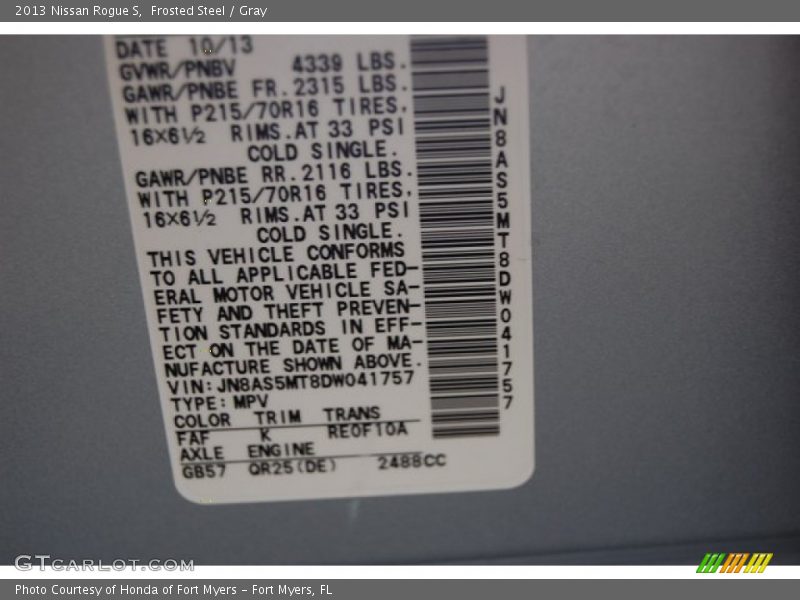 2013 Nissan Rogue S,  Frosted Steel / Gray
DATE 10/13
GVWR/PNBV 4339 LBS.
GAWR/PNBE FR. 2315 LBS.
WITH P215/70R16 TIRES,
16X6½ RIMS.AT 33 PSI
COLD SINGLE.
GAWR/PNBE RR. 2116 LBS.
WITH P215/70R16 TIRES,
16X6½ RIMS.AT 33 PSI
COLD SINGLE.
THIS VEHICLE CONFORMS
TO ALL APPLICABLE FED-
ERAL MOTOR VEHICLE SA-
FETY AND THEFT PREVEN-
TION STANDARDS IN EFF-
ECT ON THE DATE OF MA-
NUFACTURE SHOWN ABOVE.
VIN:JN8AS5MT8DW041757
TYPE: MPV
COLOR TRIM TRANS
FAF K RE0F10A
AXLE ENGINE
GB57 QR25(DE) 2488CC
JN8AS5MT8DW041757
GTCARLOT.COM
Photo Courtesy of Honda of Fort Myers – Fort Myers, FL